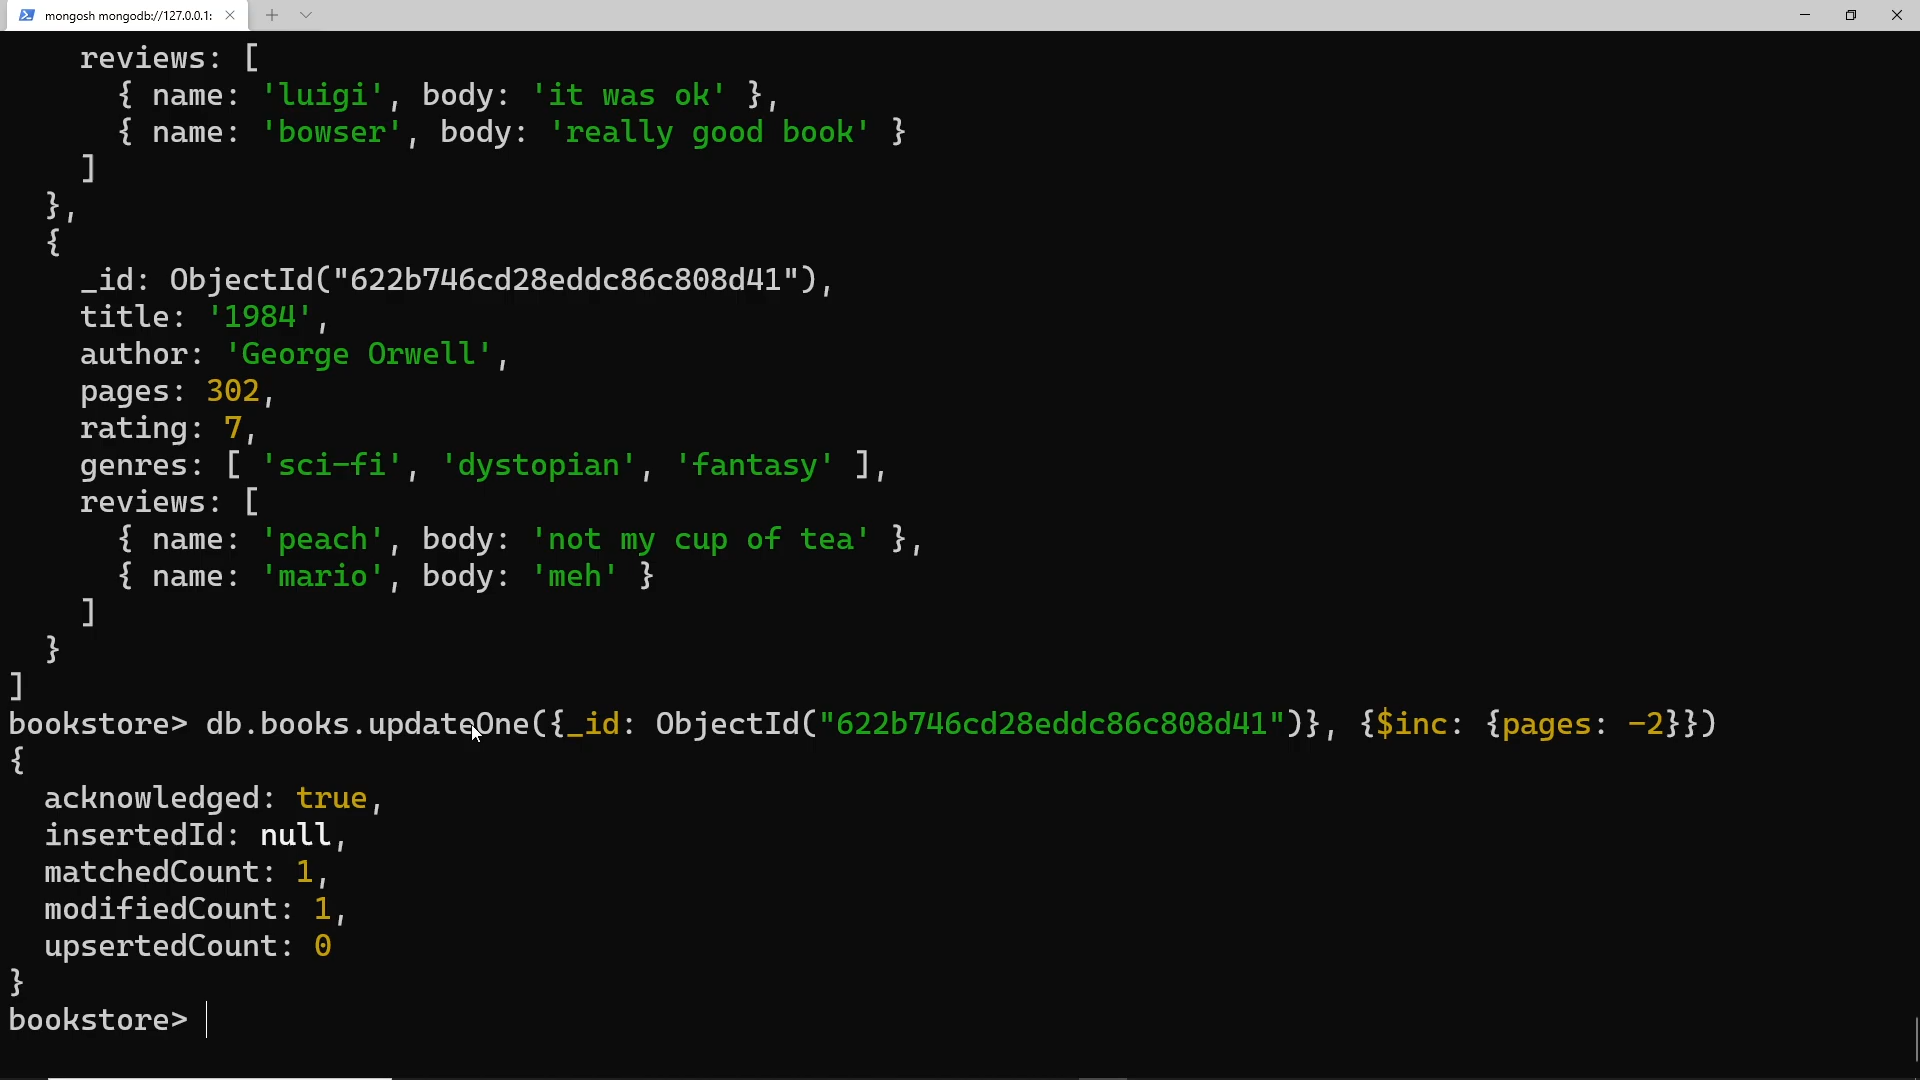 mongosh mongodb://127.0.0.1:
reviews: [
{ name: 'luigi', body: 'it was ok' },
{ name: 'bowser', body: 'really good book' }
]
},
{
_id: ObjectId("622b746cd28eddc86c808d41"),
title: '1984',
author: 'George Orwell',
pages: 302,
rating: 7,
genres: [ 'sci-fi', 'dystopian', 'fantasy' ],
reviews: [
{ name: 'peach', body: 'not my cup of tea' },
{ name: 'mario', body: 'meh' }
]
}
]
bookstore> db.books.updateOne({_id: ObjectId("622b746cd28eddc86c808d41")}, {$inc: {pages: -2}})
{
acknowledged: true,
insertedId: null,
matchedCount: 1,
modifiedCount: 1,
upsertedCount: 0
}
bookstore>